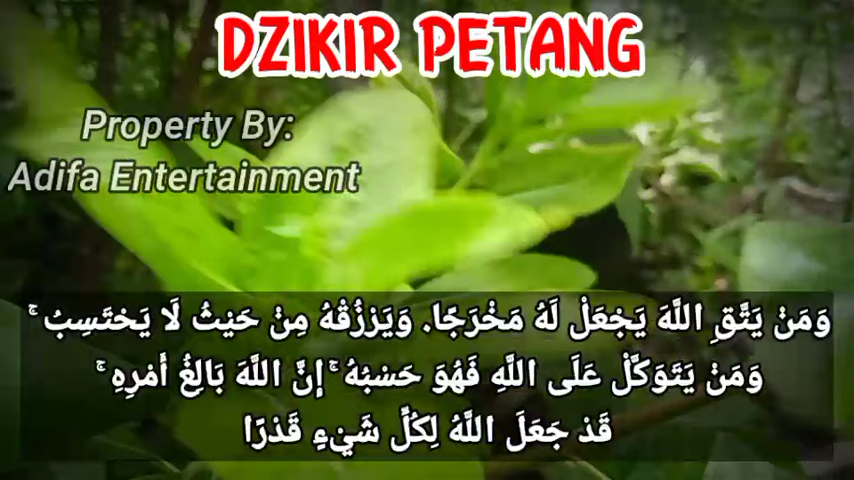 DZIKIR PETANG
Property By:
Adifa Entertainment
وَمَنْ يَتَّقِ اللَّهَ يَجْعَلْ لَهُ مَخْرَجًا. وَيَرْزُقْهُ مِنْ حَيْثُ لَا يَحْتَسِبُ ۚ
وَمَنْ يَتَوَكَّلْ عَلَى اللَّهِ فَهُوَ حَسْبُهُ ۚ إِنَّ اللَّهَ بَالِغُ أَمْرِهِ ۚ
قَدْ جَعَلَ اللَّهُ لِكُلِّ شَيْءٍ قَدْرًا